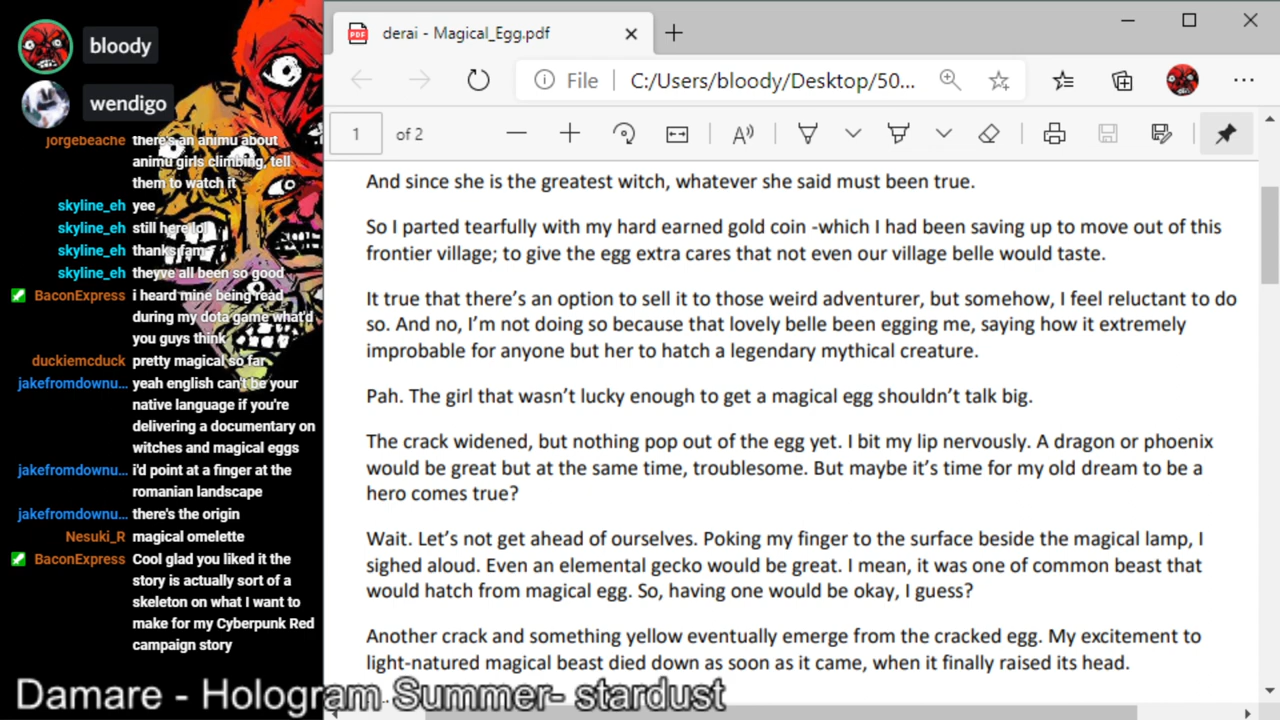 bloody
wendigo
jorgebeache there's an animu about
animu girls climbing, tell
them to watch it
skyline_eh yee
skyline_eh still here lol
skyline_eh thanks fam
skyline_eh theyve all been so good
BaconExpress i heard mine being read
during my dota game what'd
you guys think
duckiemcduck pretty magical so far
jakefromdownu... yeah english can't be your
native language if you're
delivering a documentary on
witches and magical eggs
jakefromdownu... i'd point at a finger at the
romanian landscape
jakefromdownu... there's the origin
Nesuki_R magical omelette
BaconExpress Cool glad you liked it the
story is actually sort of a
skeleton on what I want to
make for my Cyberpunk Red
campaign story
derai - Magical_Egg.pdf
File C:/Users/bloody/Desktop/50...
1 of 2
And since she is the greatest witch, whatever she said must been true.
So I parted tearfully with my hard earned gold coin -which I had been saving up to move out of this
frontier village; to give the egg extra cares that not even our village belle would taste.
It true that there's an option to sell it to those weird adventurer, but somehow, I feel reluctant to do
so. And no, I'm not doing so because that lovely belle been egging me, saying how it extremely
improbable for anyone but her to hatch a legendary mythical creature.
Pah. The girl that wasn't lucky enough to get a magical egg shouldn't talk big.
The crack widened, but nothing pop out of the egg yet. I bit my lip nervously. A dragon or phoenix
would be great but at the same time, troublesome. But maybe it's time for my old dream to be a
hero comes true?
Wait. Let's not get ahead of ourselves. Poking my finger to the surface beside the magical lamp, I
sighed aloud. Even an elemental gecko would be great. I mean, it was one of common beast that
would hatch from magical egg. So, having one would be okay, I guess?
Another crack and something yellow eventually emerge from the cracked egg. My excitement to
light-natured magical beast died down as soon as it came, when it finally raised its head.
Damare - Hologram Summer- stardust